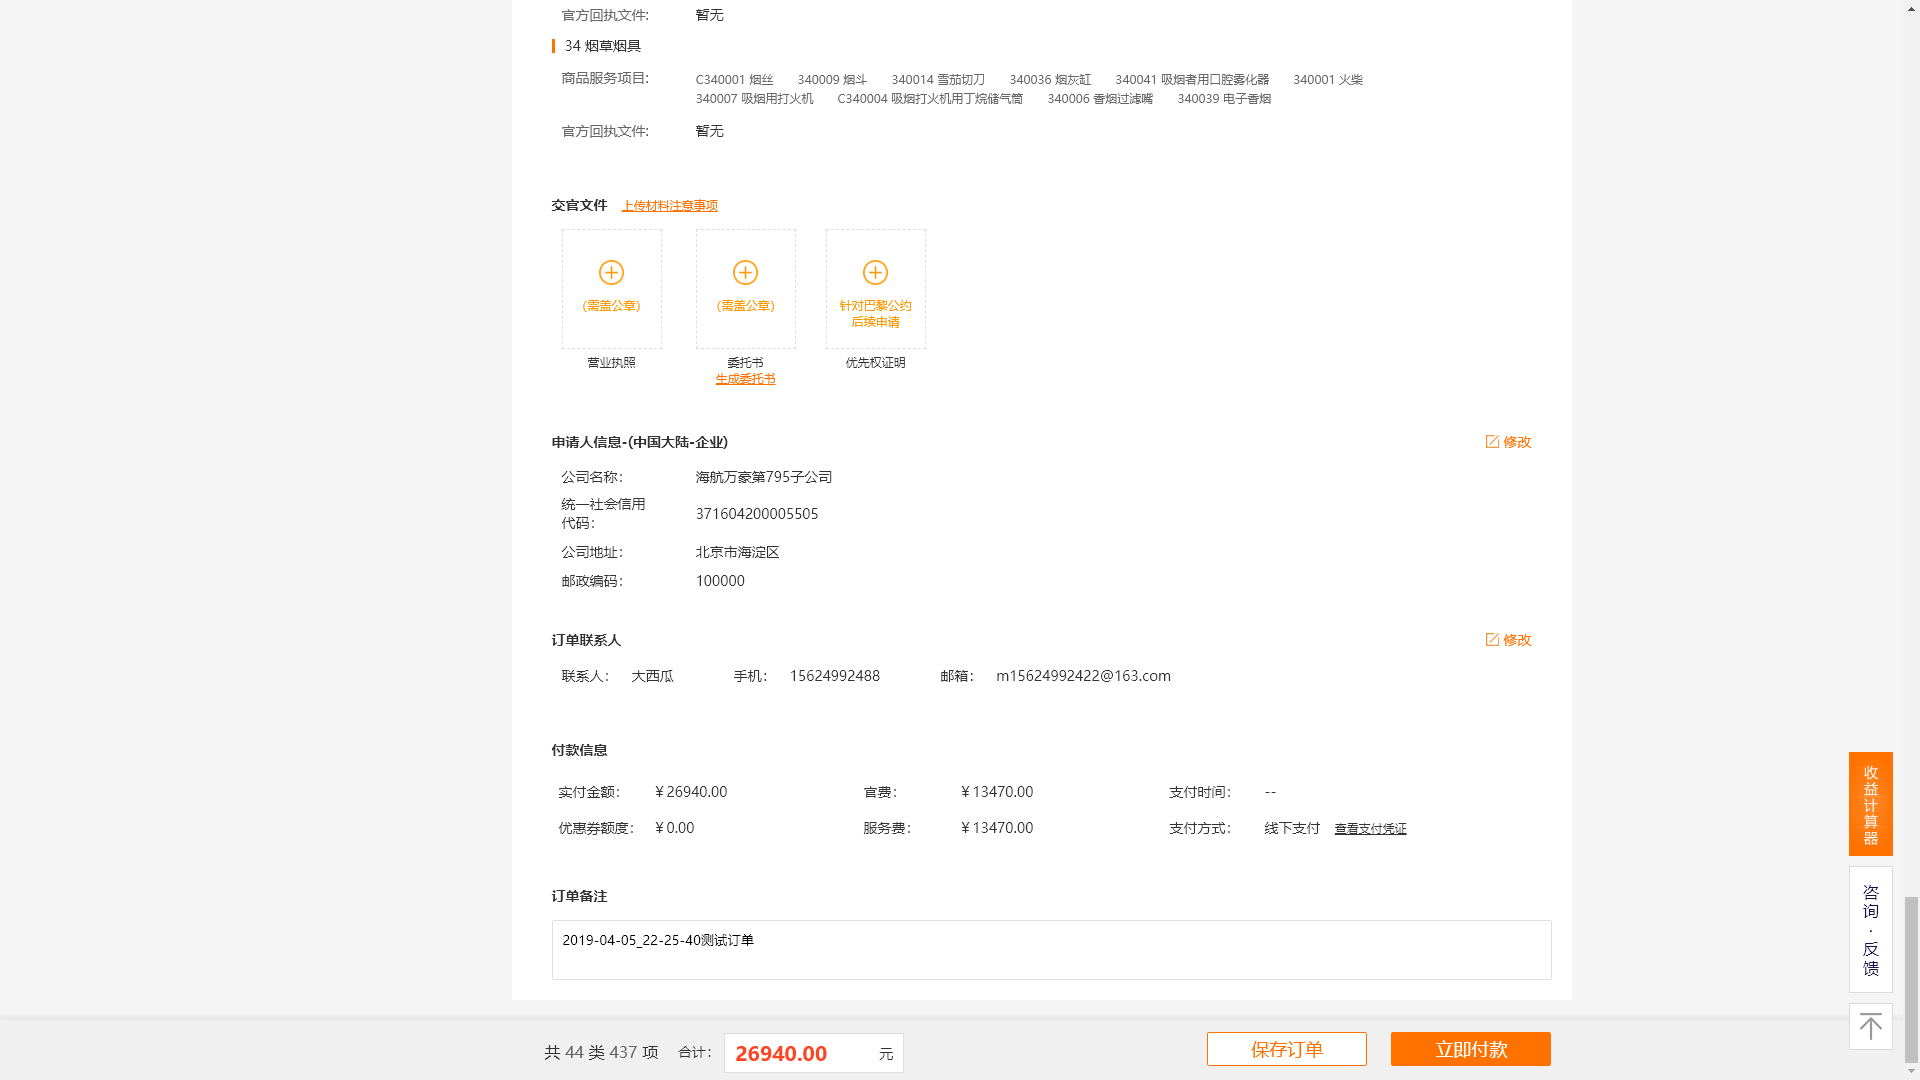 官方回执文件: 暂无
34 烟草烟具
商品服务项目: C340001 烟丝 340009 烟斗 340014 雪茄切刀 340036 烟灰缸 340041 吸烟者用口腔雾化器 340001 火柴
340007 吸烟用打火机 C340004 吸烟打火机用丁烷储气筒 340006 香烟过滤嘴 340039 电子香烟
官方回执文件: 暂无
交官文件 上传材料注意事项
(需盖公章) (需盖公章) 针对巴黎公约
后续申请
营业执照 委托书 优先权证明
生成委托书
申请人信息-(中国大陆-企业) 修改
公司名称： 海航万豪第795子公司
统一社会信用
代码： 371604200005505
公司地址： 北京市海淀区
邮政编码： 100000
订单联系人 修改
联系人： 大西瓜 手机： 15624992488 邮箱： m15624992422@163.com
付款信息
实付金额： ￥26940.00 官费： ￥13470.00 支付时间： --
优惠券额度： ￥0.00 服务费： ￥13470.00 支付方式： 线下支付 查看支付凭证
订单备注
2019-04-05_22-25-40测试订单
共 44 类 437 项 合计： 26940.00 元 保存订单 立即付款
收
益
计
算
器
咨
询
·
反
馈